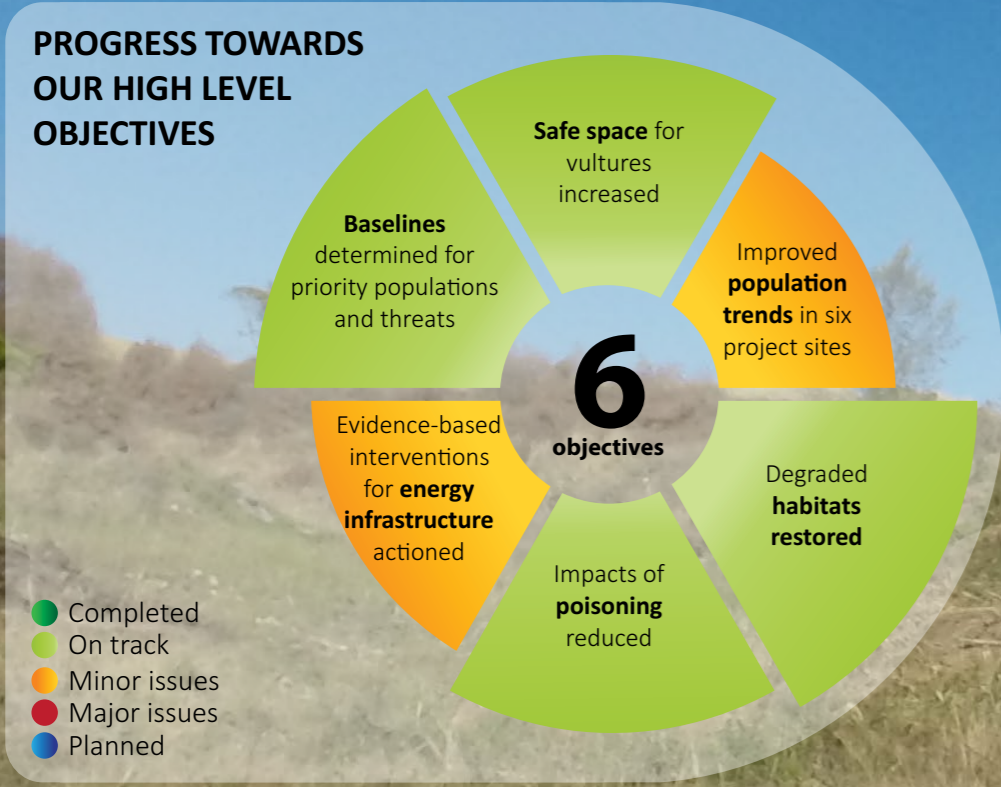 PROGRESS TOWARDS
OUR HIGH LEVEL
OBJECTIVES
Safe space for
vultures
increased
Baselines
determined for
priority populations
and threats
Improved
population
trends in six
project sites
6
objectives
Evidence-based
interventions
for energy
infrastructure
actioned
Degraded
habitats
restored
Impacts of
poisoning
reduced
Completed
On track
Minor issues
Major issues
Planned